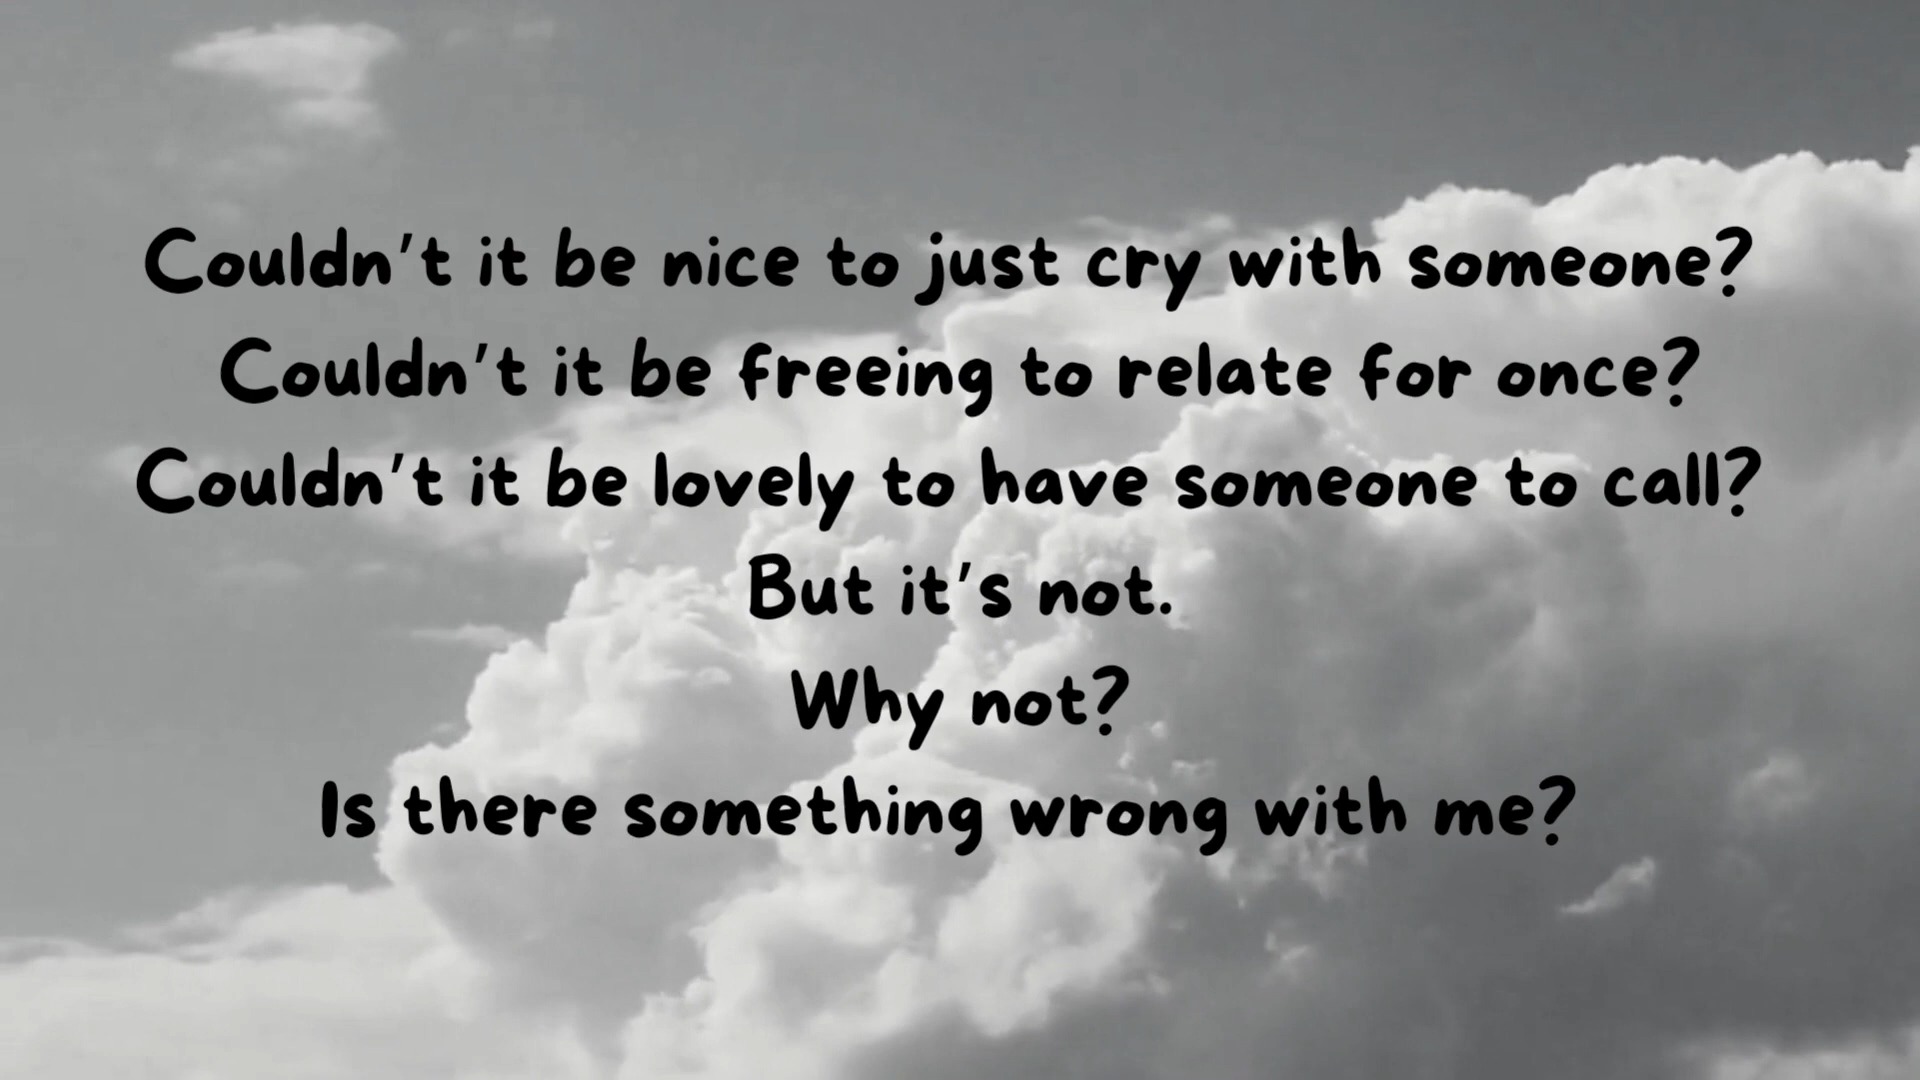 Couldn't it be nice to just cry with someone?
Couldn't it be freeing to relate for once?
Couldn't it be lovely to have someone to call?
But it's not.
Why not?
Is there something wrong with me?